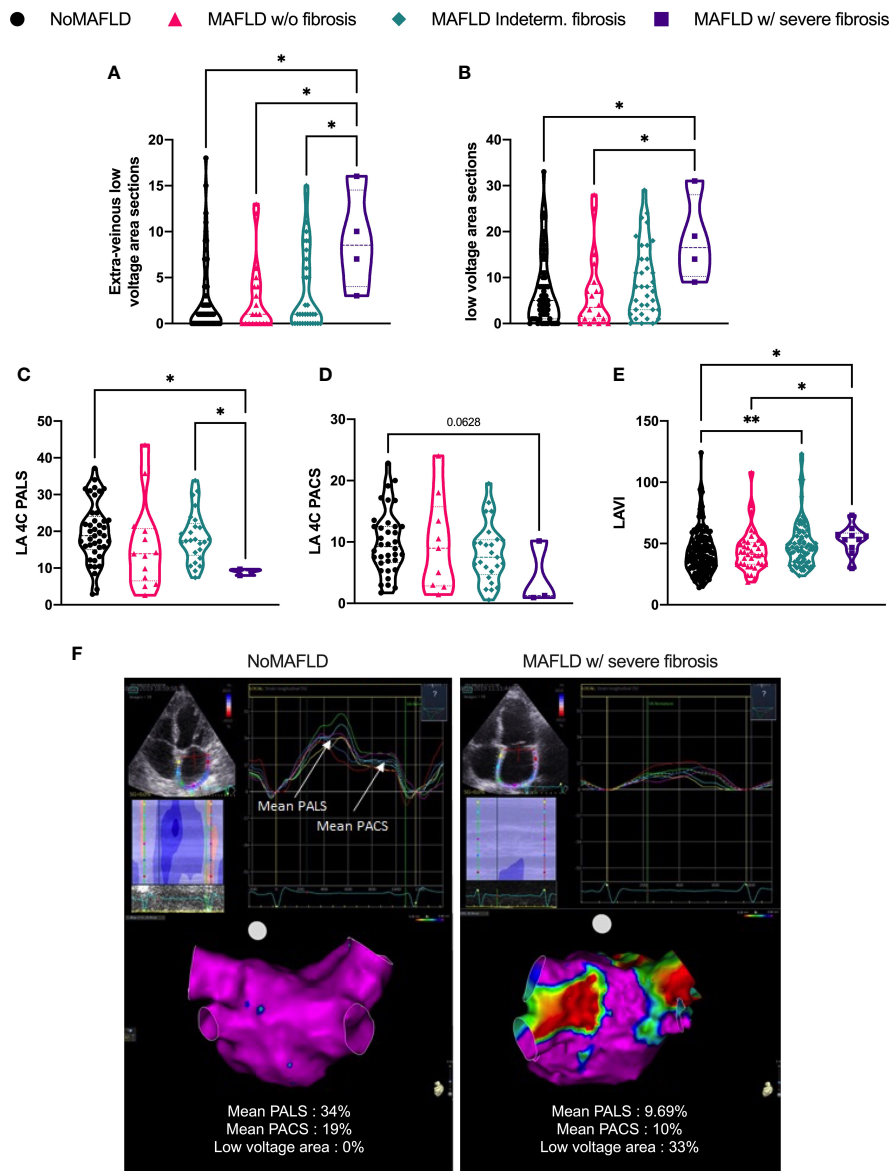 NoMAFLD MAFLD w/o fibrosis MAFLD Indeterm. fibrosis MAFLD w/ severe fibrosis
A
Extra-veinous low
voltage area sections
20
15
10
5
0
*
*
*
B
low voltage area sections
40
30
20
10
0
*
*
C
LA 4C PALS
50
40
30
20
10
0
*
*
D
LA 4C PACS
30
20
10
0
0.0628
E
LAVI
150
100
50
0
*
*
**
F
NoMAFLD
MAFLD w/ severe fibrosis
Mean PALS
Mean PACS
?
?
Mean PALS : 34%
Mean PACS : 19%
Low voltage area : 0%
Mean PALS : 9.69%
Mean PACS : 10%
Low voltage area : 33%